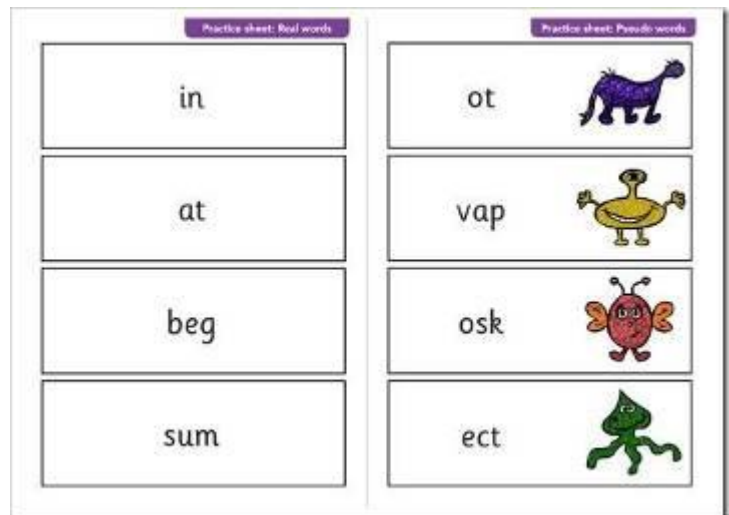 Practice sheet: Real words
in
at
beg
sum
Practice sheet: Pseudo words
ot
vap
osk
ect